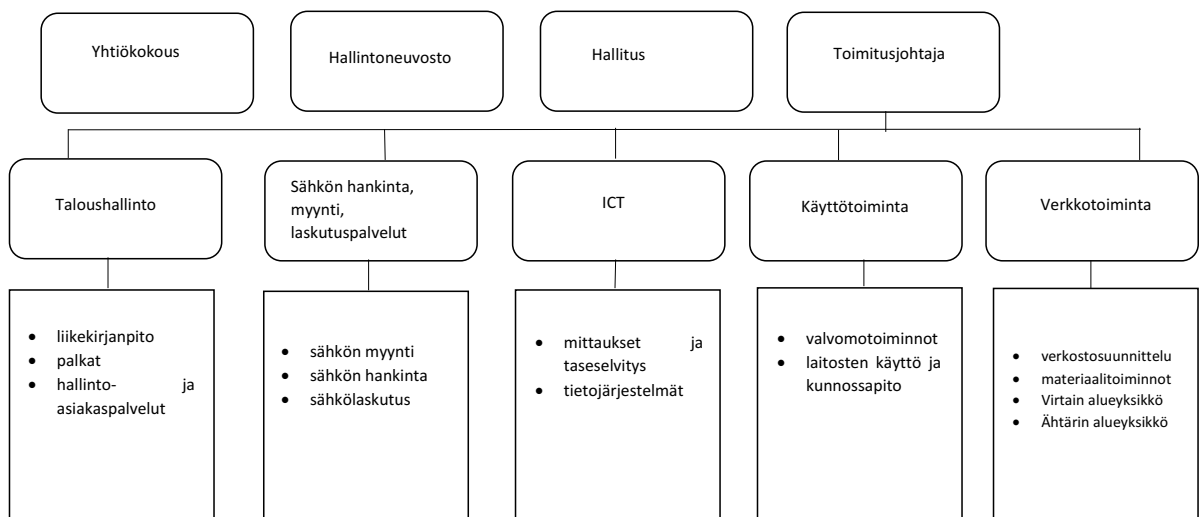 Yhtiökokous
Hallintoneuvosto
Hallitus
Toimitusjohtaja
Taloushallinto
Sähkön hankinta,
myynti,
laskutuspalvelut
ICT
Käyttötoiminta
Verkkotoiminta
• liikekirjanpito
• palkat
• hallinto- ja
asiakaspalvelut
• sähkön myynti
• sähkön hankinta
• sähkölaskutus
• mittaukset ja
taseselvitys
• tietojärjestelmät
• valvomotoiminnot
• laitosten käyttö ja
kunnossapito
• verkostosuunnittelu
• materiaalitoiminnot
• Virtain alueyksikkö
• Ähtärin alueyksikkö